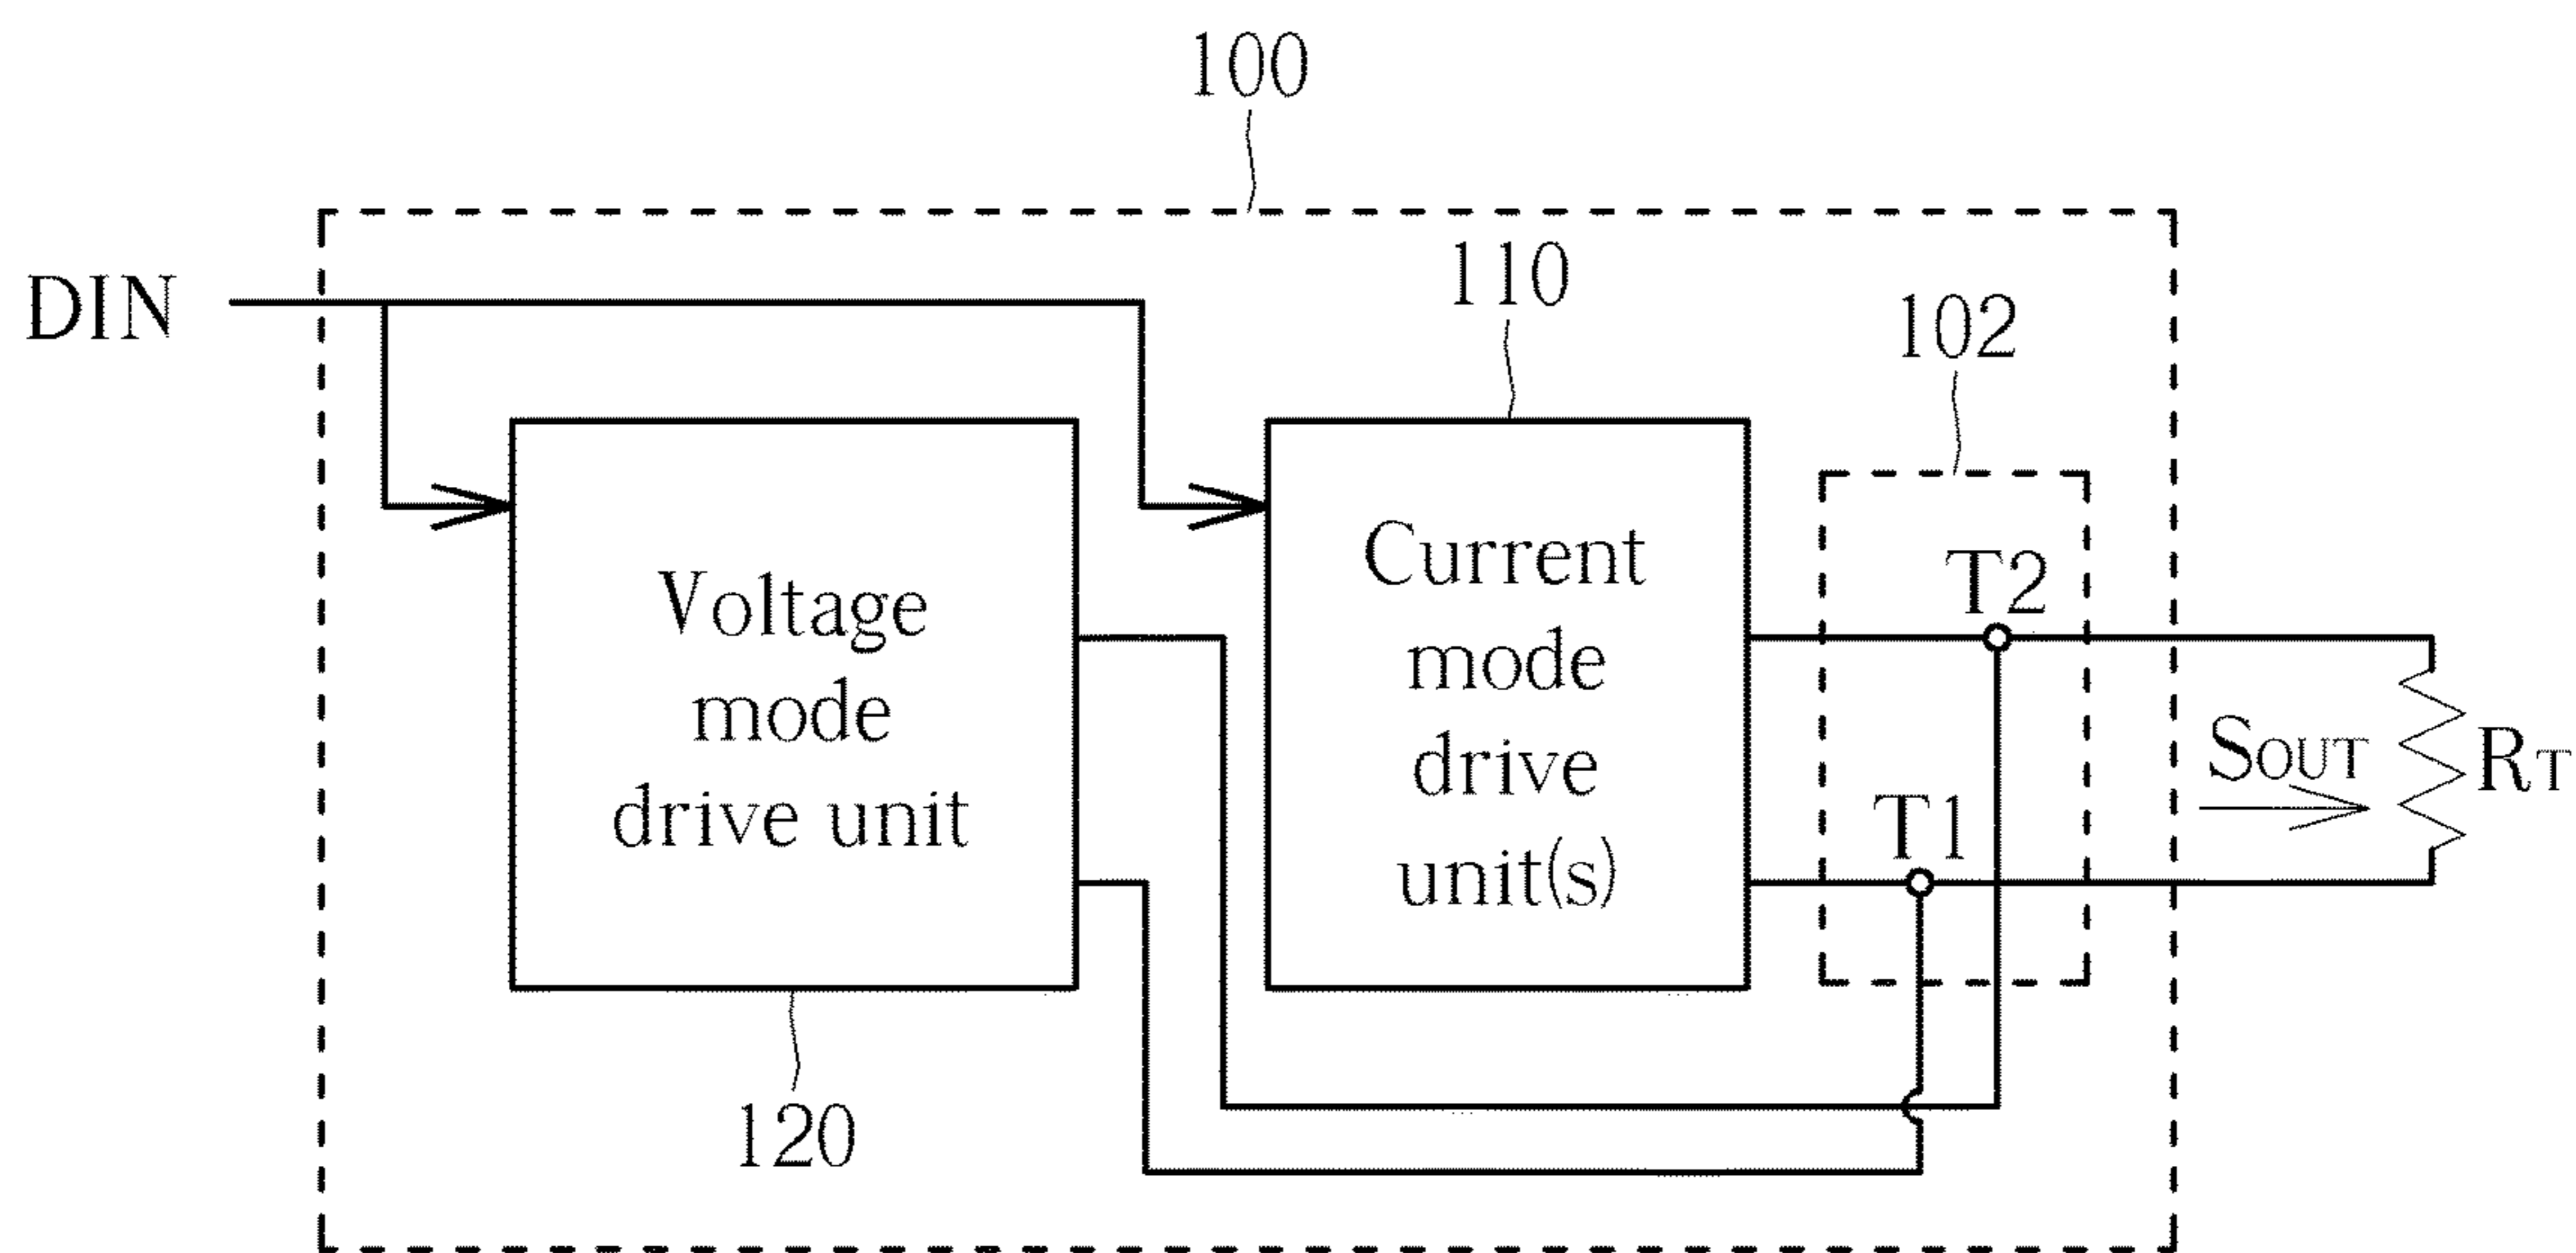 100
DIN
110
102
Voltage
mode
drive unit
Current
mode
drive
unit(s)
T2
T1
SOUT
RT
120